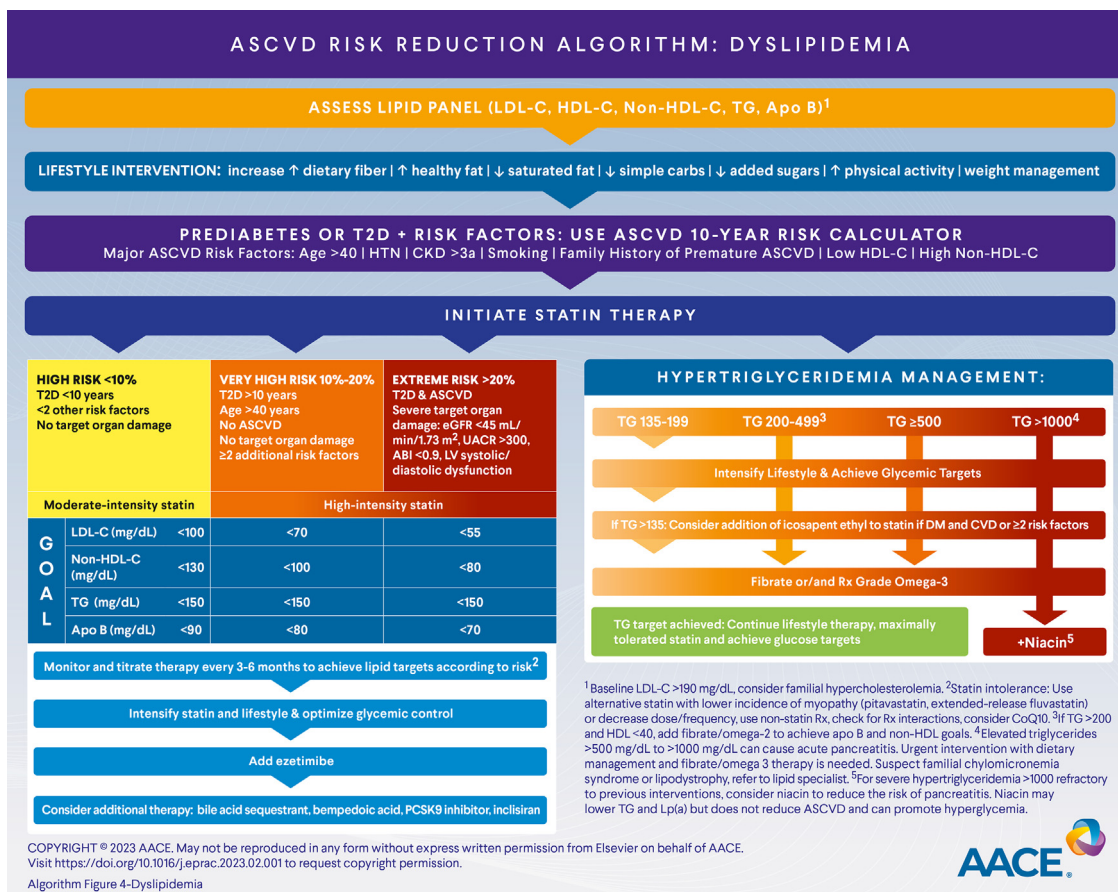 ASCVD RISK REDUCTION ALGORITHM: DYSLIPIDEMIA
ASSESS LIPID PANEL (LDL-C, HDL-C, Non-HDL-C, TG, Apo B)1
LIFESTYLE INTERVENTION: increase ↑ dietary fiber | ↑ healthy fat | ↓ saturated fat | ↓ simple carbs | ↓ added sugars | ↑ physical activity | weight management
PREDIABETES OR T2D + RISK FACTORS: USE ASCVD 10-YEAR RISK CALCULATOR
Major ASCVD Risk Factors: Age >40 | HTN | CKD >3a | Smoking | Family History of Premature ASCVD | Low HDL-C | High Non-HDL-C
INITIATE STATIN THERAPY
HIGH RISK <10%
T2D <10 years
<2 other risk factors
No target organ damage
VERY HIGH RISK 10%-20%
T2D >10 years
Age >40 years
No ASCVD
No target organ damage
≥2 additional risk factors
EXTREME RISK >20%
T2D & ASCVD
Severe target organ
damage: eGFR <45 mL/
min/1.73 m2, UACR >300,
ABI <0.9, LV systolic/
diastolic dysfunction
Moderate-intensity statin
High-intensity statin
GOAL
LDL-C (mg/dL) <100 <70 <55
Non-HDL-C
(mg/dL) <130 <100 <80
TG (mg/dL) <150 <150 <150
Apo B (mg/dL) <90 <80 <70
Monitor and titrate therapy every 3-6 months to achieve lipid targets according to risk2
Intensify statin and lifestyle & optimize glycemic control
Add ezetimibe
Consider additional therapy: bile acid sequestrant, bempedoic acid, PCSK9 inhibitor, inclisiran
HYPERTRIGLYCERIDEMIA MANAGEMENT:
TG 135-199 TG 200-4993 TG ≥500 TG >10004
Intensify Lifestyle & Achieve Glycemic Targets
If TG >135: Consider addition of icosapent ethyl to statin if DM and CVD or ≥2 risk factors
Fibrate or/and Rx Grade Omega-3
TG target achieved: Continue lifestyle therapy, maximally
tolerated statin and achieve glucose targets
+Niacin5
1Baseline LDL-C >190 mg/dL, consider familial hypercholesterolemia. 2Statin intolerance: Use
alternative statin with lower incidence of myopathy (pitavastatin, extended-release fluvastatin)
or decrease dose/frequency, use non-statin Rx, check for Rx interactions, consider CoQ10. 3If TG >200
and HDL <40, add fibrate/omega-2 to achieve apo B and non-HDL goals. 4Elevated triglycerides
>500 mg/dL to >1000 mg/dL can cause acute pancreatitis. Urgent intervention with dietary
management and fibrate/omega 3 therapy is needed. Suspect familial chylomicronemia
syndrome or lipodystrophy, refer to lipid specialist. 5For severe hypertriglyceridemia >1000 refractory
to previous interventions, consider niacin to reduce the risk of pancreatitis. Niacin may
lower TG and Lp(a) but does not reduce ASCVD and can promote hyperglycemia.
COPYRIGHT © 2023 AACE. May not be reproduced in any form without express written permission from Elsevier on behalf of AACE.
Visit https://doi.org/10.1016/j.eprac.2023.02.001 to request copyright permission.
Algorithm Figure 4-Dyslipidemia
AACE®